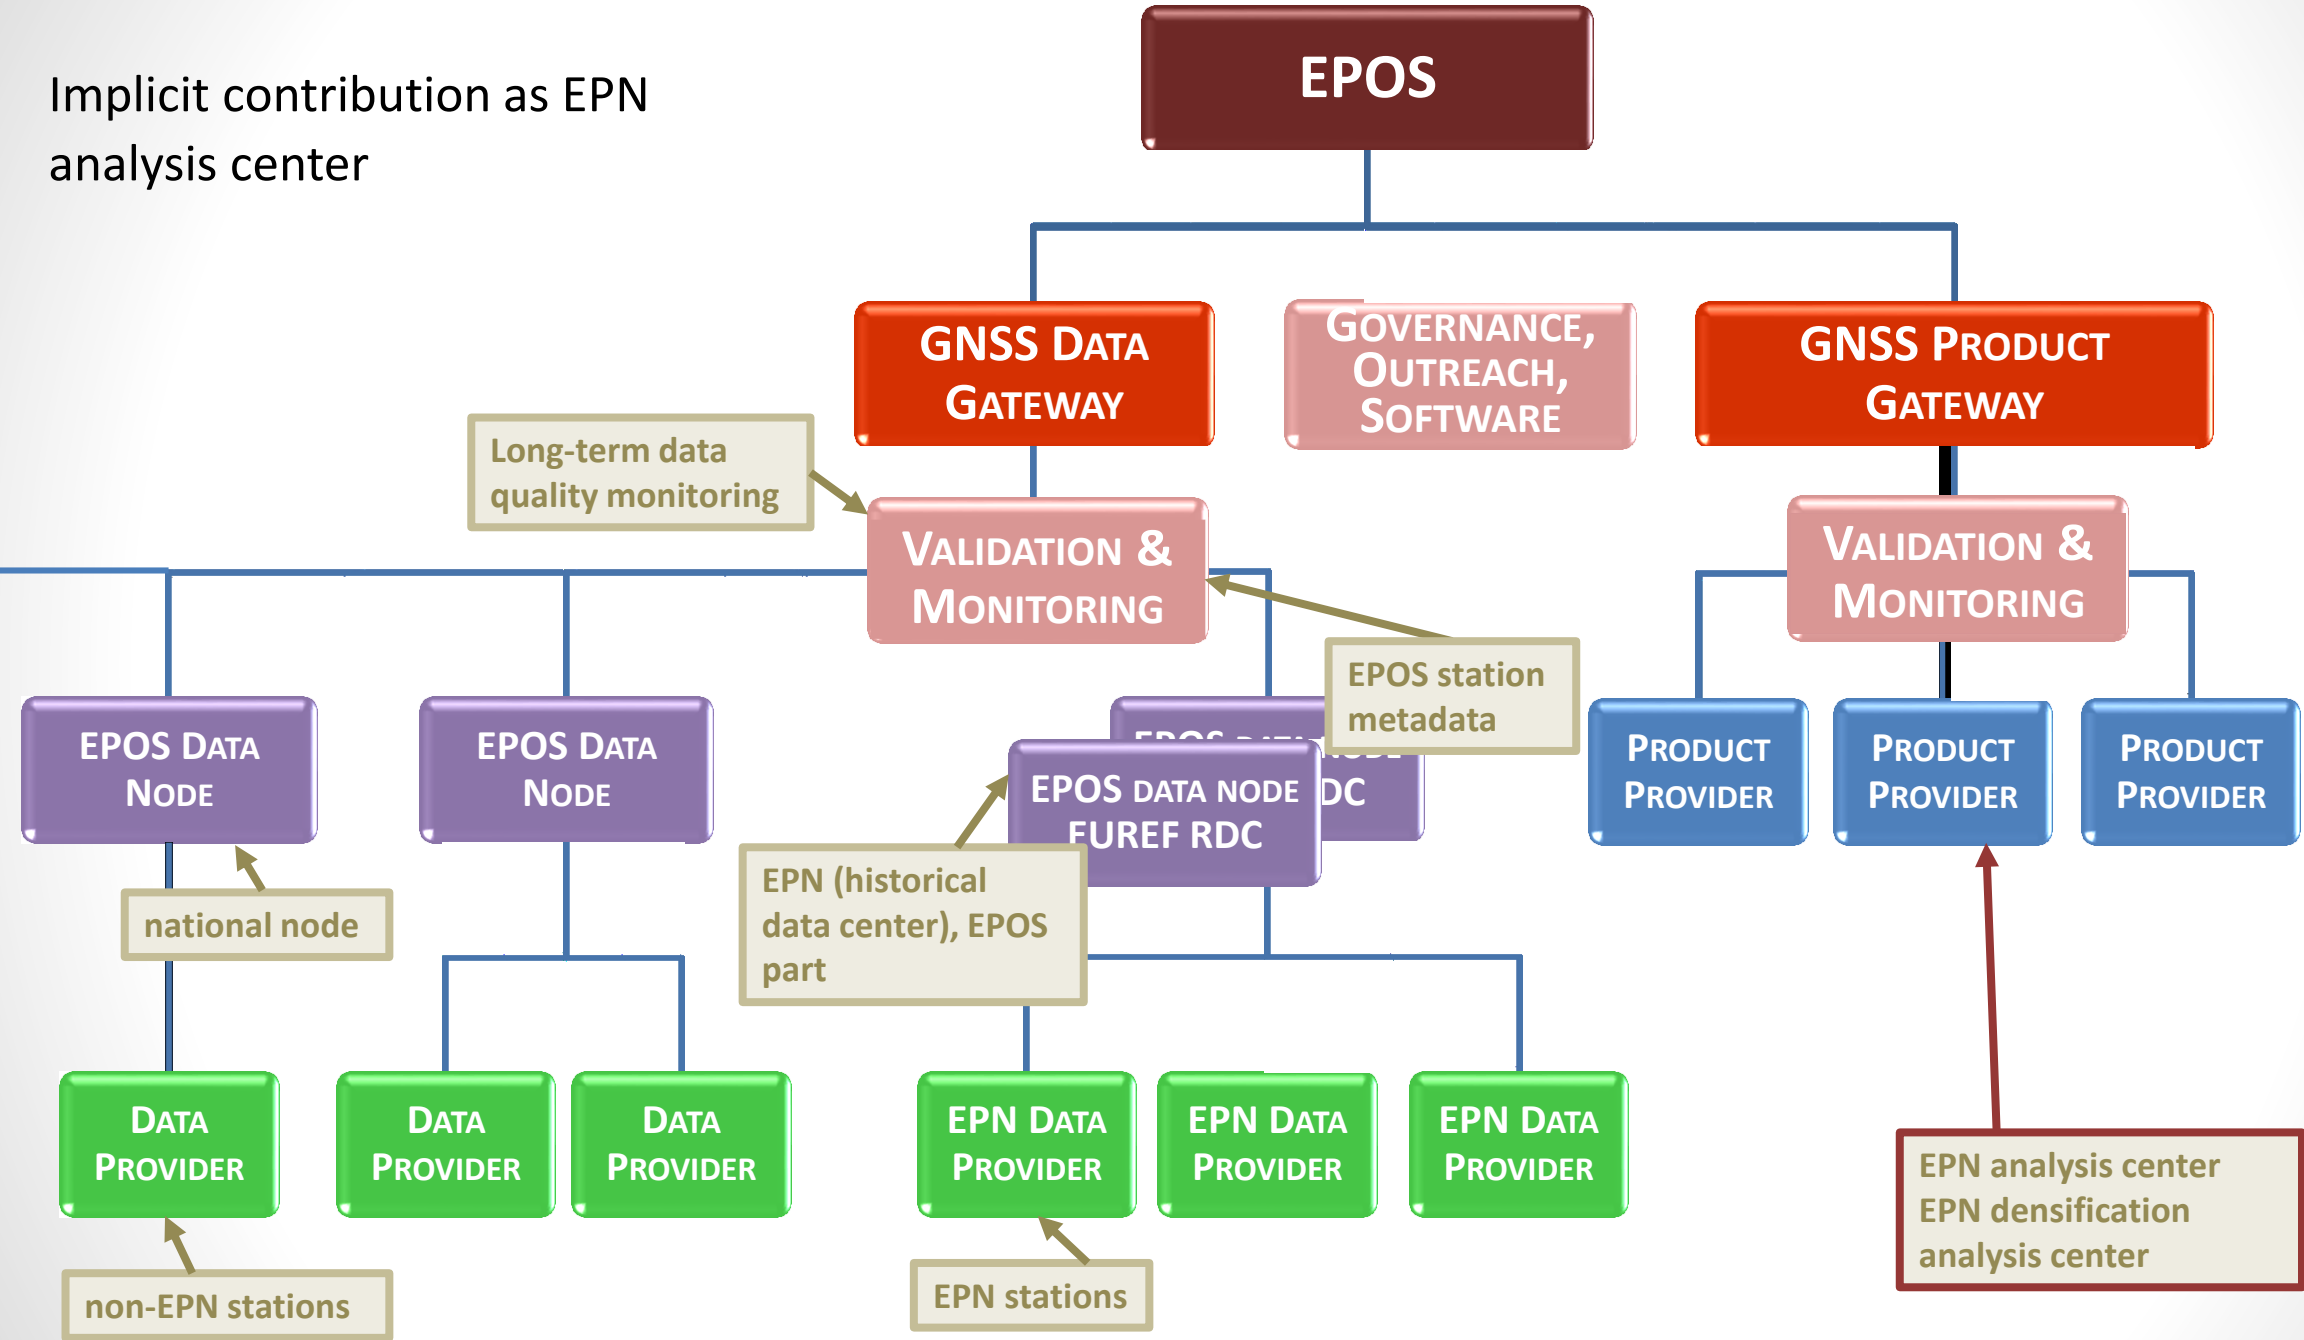 Implicit contribution as EPN
analysis center
EPOS
GNSS DATA
GATEWAY
GOVERNANCE,
OUTREACH,
SOFTWARE
GNSS PRODUCT
GATEWAY
Long-term data
quality monitoring
VALIDATION &
MONITORING
VALIDATION &
MONITORING
EPOS station
metadata
EPOS DATA
NODE
EPOS DATA
NODE
EPOS DATA NODE
EUREF RDC
EPOS DATA NODE
DC
PRODUCT
PROVIDER
PRODUCT
PROVIDER
PRODUCT
PROVIDER
national node
EPN (historical
data center), EPOS
part
DATA
PROVIDER
DATA
PROVIDER
DATA
PROVIDER
EPN DATA
PROVIDER
EPN DATA
PROVIDER
EPN DATA
PROVIDER
EPN analysis center
EPN densification
analysis center
non-EPN stations
EPN stations